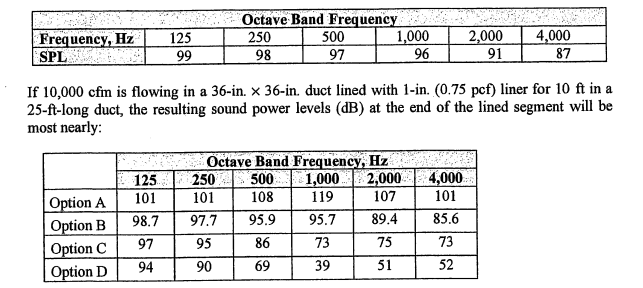 Octave Band Frequency
Frequency, Hz 125 250 500 1,000 2,000 4,000
SPL 99 98 97 96 91 87
If 10,000 cfm is flowing in a 36-in. × 36-in. duct lined with 1-in. (0.75 pcf) liner for 10 ft in a
25-ft-long duct, the resulting sound power levels (dB) at the end of the lined segment will be
most nearly:
Octave Band Frequency, Hz
125 250 500 1,000 2,000 4,000
Option A 101 101 108 119 107 101
Option B 98.7 97.7 95.9 95.7 89.4 85.6
Option C 97 95 86 73 75 73
Option D 94 90 69 39 51 52